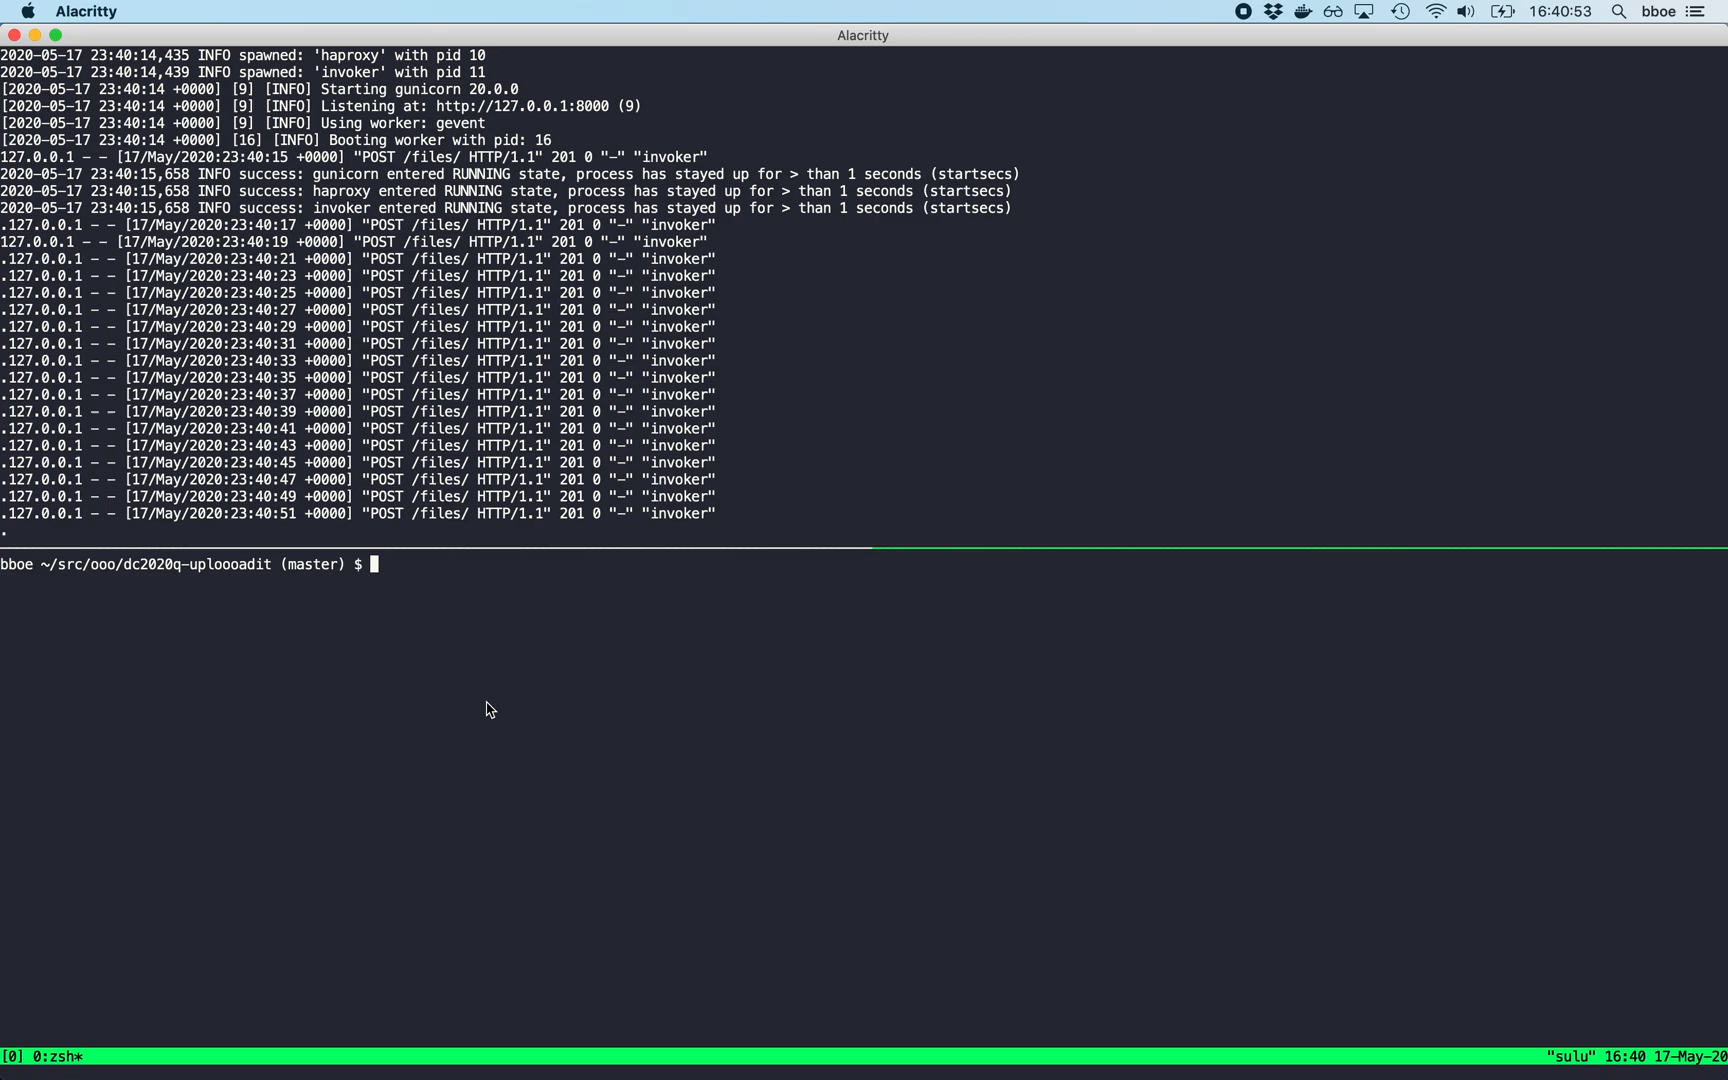 Alacritty 16:40:53 bboe
Alacritty
2020-05-17 23:40:14,435 INFO spawned: 'haproxy' with pid 10
2020-05-17 23:40:14,439 INFO spawned: 'invoker' with pid 11
[2020-05-17 23:40:14 +0000] [9] [INFO] Starting gunicorn 20.0.0
[2020-05-17 23:40:14 +0000] [9] [INFO] Listening at: http://127.0.0.1:8000 (9)
[2020-05-17 23:40:14 +0000] [9] [INFO] Using worker: gevent
[2020-05-17 23:40:14 +0000] [16] [INFO] Booting worker with pid: 16
127.0.0.1 - - [17/May/2020:23:40:15 +0000] "POST /files/ HTTP/1.1" 201 0 "-" "invoker"
2020-05-17 23:40:15,658 INFO success: gunicorn entered RUNNING state, process has stayed up for > than 1 seconds (startsecs)
2020-05-17 23:40:15,658 INFO success: haproxy entered RUNNING state, process has stayed up for > than 1 seconds (startsecs)
2020-05-17 23:40:15,658 INFO success: invoker entered RUNNING state, process has stayed up for > than 1 seconds (startsecs)
.127.0.0.1 - - [17/May/2020:23:40:17 +0000] "POST /files/ HTTP/1.1" 201 0 "-" "invoker"
127.0.0.1 - - [17/May/2020:23:40:19 +0000] "POST /files/ HTTP/1.1" 201 0 "-" "invoker"
.127.0.0.1 - - [17/May/2020:23:40:21 +0000] "POST /files/ HTTP/1.1" 201 0 "-" "invoker"
.127.0.0.1 - - [17/May/2020:23:40:23 +0000] "POST /files/ HTTP/1.1" 201 0 "-" "invoker"
.127.0.0.1 - - [17/May/2020:23:40:25 +0000] "POST /files/ HTTP/1.1" 201 0 "-" "invoker"
.127.0.0.1 - - [17/May/2020:23:40:27 +0000] "POST /files/ HTTP/1.1" 201 0 "-" "invoker"
.127.0.0.1 - - [17/May/2020:23:40:29 +0000] "POST /files/ HTTP/1.1" 201 0 "-" "invoker"
.127.0.0.1 - - [17/May/2020:23:40:31 +0000] "POST /files/ HTTP/1.1" 201 0 "-" "invoker"
.127.0.0.1 - - [17/May/2020:23:40:33 +0000] "POST /files/ HTTP/1.1" 201 0 "-" "invoker"
.127.0.0.1 - - [17/May/2020:23:40:35 +0000] "POST /files/ HTTP/1.1" 201 0 "-" "invoker"
.127.0.0.1 - - [17/May/2020:23:40:37 +0000] "POST /files/ HTTP/1.1" 201 0 "-" "invoker"
.127.0.0.1 - - [17/May/2020:23:40:39 +0000] "POST /files/ HTTP/1.1" 201 0 "-" "invoker"
.127.0.0.1 - - [17/May/2020:23:40:41 +0000] "POST /files/ HTTP/1.1" 201 0 "-" "invoker"
.127.0.0.1 - - [17/May/2020:23:40:43 +0000] "POST /files/ HTTP/1.1" 201 0 "-" "invoker"
.127.0.0.1 - - [17/May/2020:23:40:45 +0000] "POST /files/ HTTP/1.1" 201 0 "-" "invoker"
.127.0.0.1 - - [17/May/2020:23:40:47 +0000] "POST /files/ HTTP/1.1" 201 0 "-" "invoker"
.127.0.0.1 - - [17/May/2020:23:40:49 +0000] "POST /files/ HTTP/1.1" 201 0 "-" "invoker"
.127.0.0.1 - - [17/May/2020:23:40:51 +0000] "POST /files/ HTTP/1.1" 201 0 "-" "invoker"
.
bboe ~/src/ooo/dc2020q-uploooadit (master) $
[0] 0:zsh* "sulu" 16:40 17-May-20